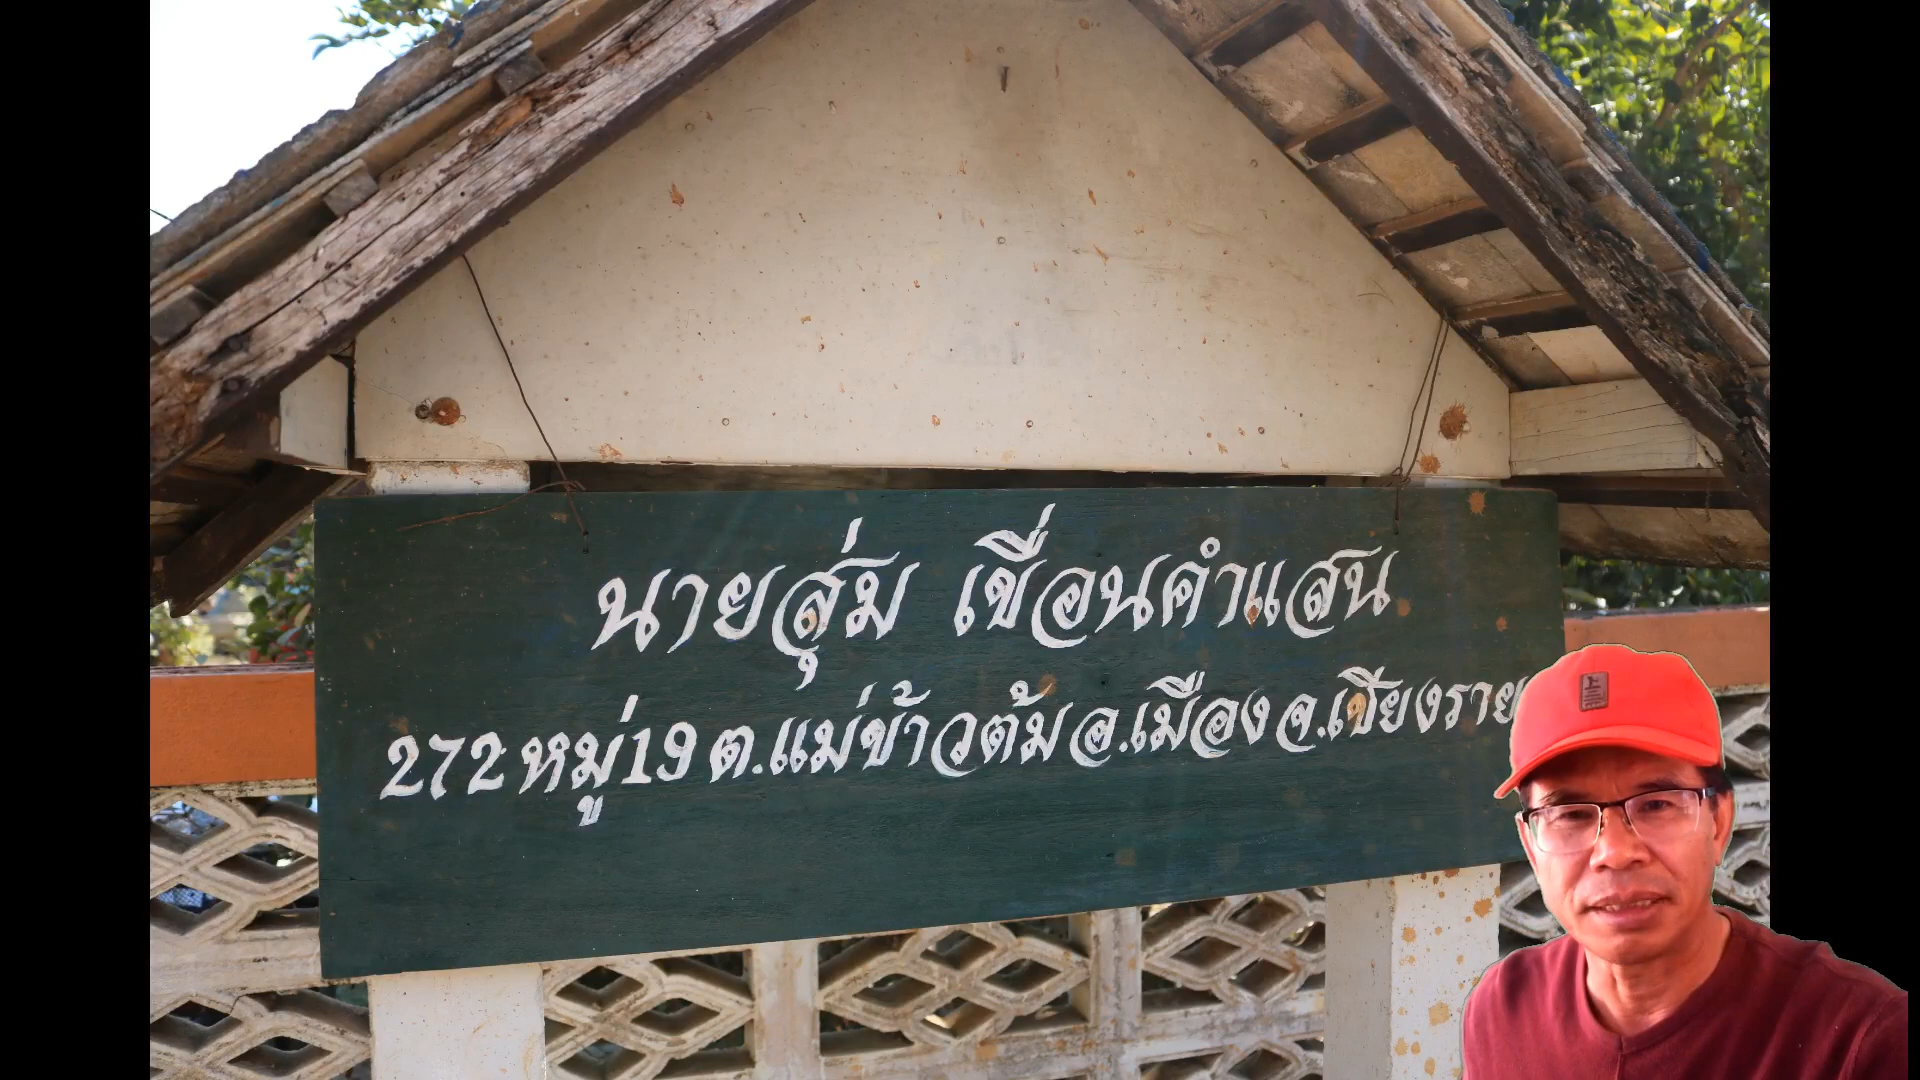 นายสุ่ม เขื่อนคำแสน
272 หมู่ 19 ต.แม่ข้าวต้ม อ.เมือง จ.เชียงราย